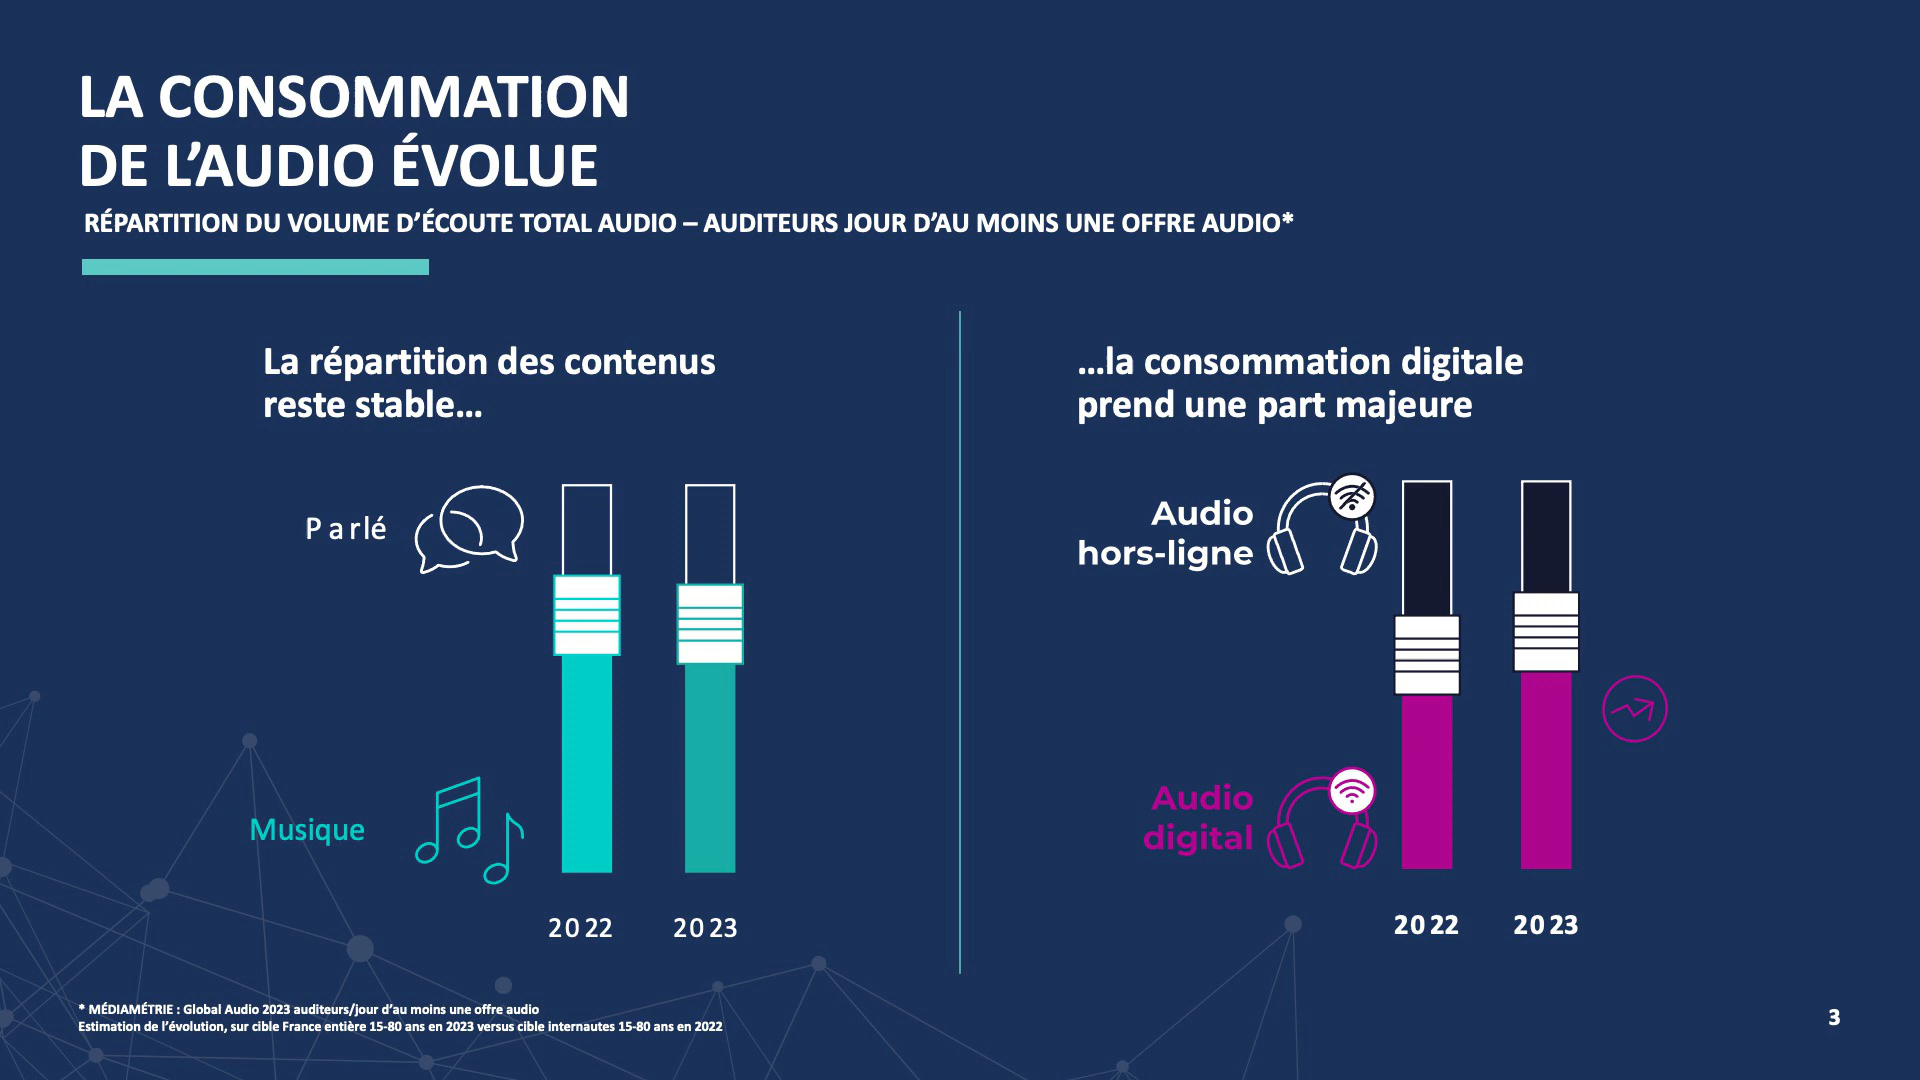 LA CONSOMMATION
DE L’AUDIO ÉVOLUE
RÉPARTITION DU VOLUME D’ÉCOUTE TOTAL AUDIO – AUDITEURS JOUR D’AU MOINS UNE OFFRE AUDIO*
La répartition des contenus
reste stable...
Parlé
Musique
2022
2023
...la consommation digitale
prend une part majeure
Audio
hors-ligne
Audio
digital
2022
2023
* MÉDIAMÉTRIE : Global Audio 2023 auditeurs/jour d’au moins une offre audio
Estimation de l’évolution, sur cible France entière 15-80 ans en 2023 versus cible internautes 15-80 ans en 2022
3